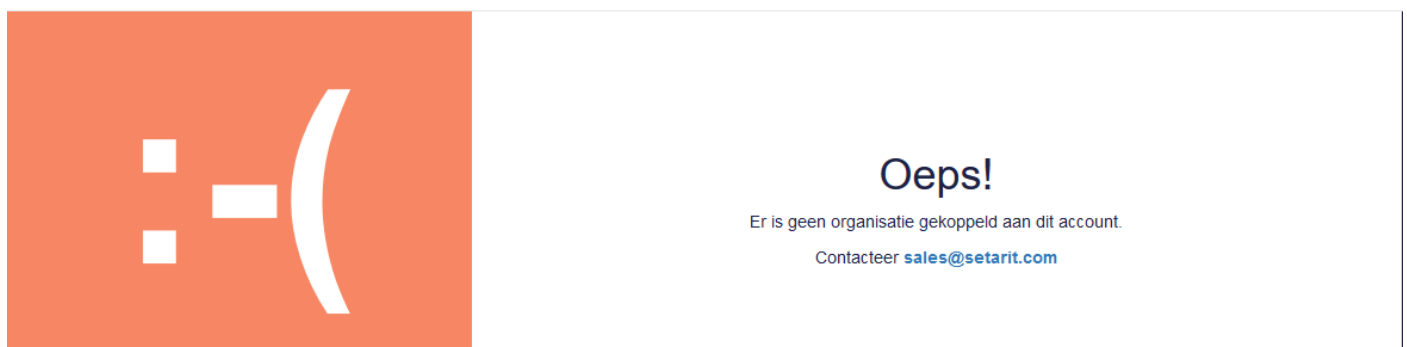 :-(
Oeps!
Er is geen organisatie gekoppeld aan dit account.
Contacteer sales@setarit.com